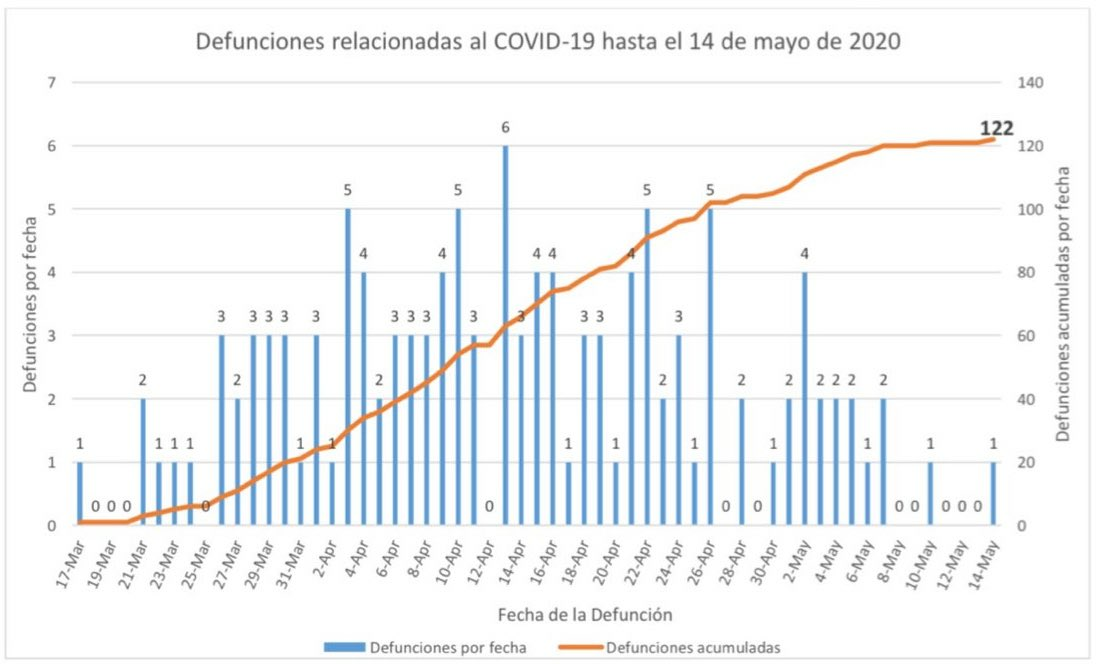 Defunciones relacionadas al COVID-19 hasta el 14 de mayo de 2020
Defunciones por fecha
7
6
5
4
3
2
1
0
1 0 0 0 2 1 1 1 0 3 2 3 3 3 1 3 1 5 4 2 3 3 3 4 5 3 0 6 3 4 4 1 3 3 1 4 5 2 3 1 5 0 2 0 1 2 4 2 2 2 1 2 0 0 1 0 0 0 1
122
140
120
100
80
60
40
20
0
Defunciones acumuladas por fecha
17-Mar 19-Mar 21-Mar 23-Mar 25-Mar 27-Mar 29-Mar 31-Mar 2-Apr 4-Apr 6-Apr 8-Apr 10-Apr 12-Apr 14-Apr 16-Apr 18-Apr 20-Apr 22-Apr 24-Apr 26-Apr 28-Apr 30-Apr 2-May 4-May 6-May 8-May 10-May 12-May 14-May
Fecha de la Defunción
Defunciones por fecha Defunciones acumuladas